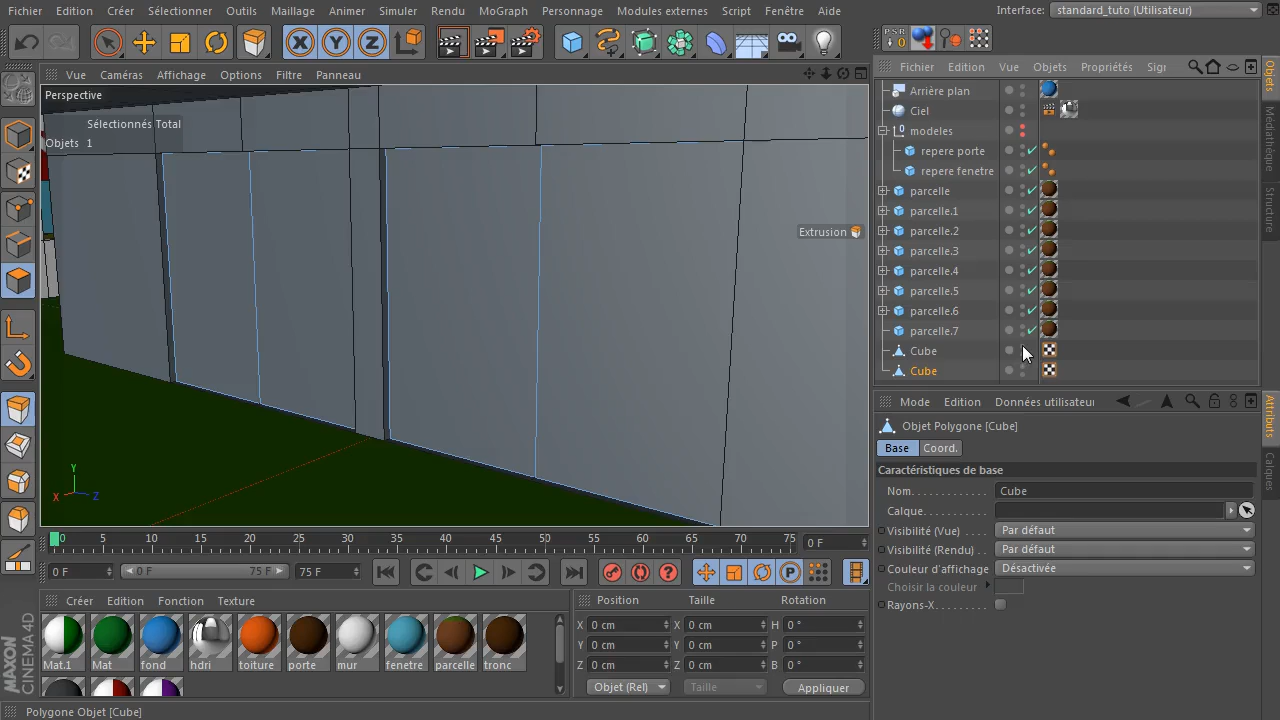 Fichier Edition Créer Sélectionner Outils Maillage Animer Simuler Rendu MoGraph Personnage Modules externes Script Fenêtre Aide Interface: standard_tuto (Utilisateur)
PSR
0
Vue Caméras Affichage Options Filtre Panneau
Fichier Edition Vue Objets Propriétés Sign
Perspective
Sélectionnés Total
Objets 1
Extrusion
Arrière plan
Ciel
modeles
repere porte
repere fenetre
parcelle
parcelle.1
parcelle.2
parcelle.3
parcelle.4
parcelle.5
parcelle.6
parcelle.7
Cube
Cube
Objets
Médiathèque
Structure
Mode Edition Données utilisateur
Objet Polygone [Cube]
Base Coord.
Caractéristiques de base
Nom Cube
Calque
Visibilité (Vue) Par défaut
Visibilité (Rendu) Par défaut
Couleur d'affichage Désactivée
Choisir la couleur
Rayons-X
Attributs
Calques
Y
X Z
0 5 10 15 20 25 30 35 40 45 50 55 60 65 70 75 0 F
0 F 0 F 75 F 75 F
P
Créer Edition Fonction Texture
Mat.1 Mat fond hdri toiture porte mur fenetre parcelle tronc
Position Taille Rotation
X 0 cm X 0 cm H 0 °
Y 0 cm Y 0 cm P 0 °
Z 0 cm Z 0 cm B 0 °
Objet (Rel) Taille Appliquer
MAXON
CINEMA 4D
Polygone Objet [Cube]